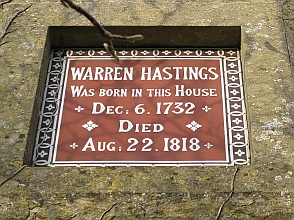 WARREN HASTINGS
WAS BORN IN THIS HOUSE
DEC: 6. 1732
DIED
AUG: 22. 1818